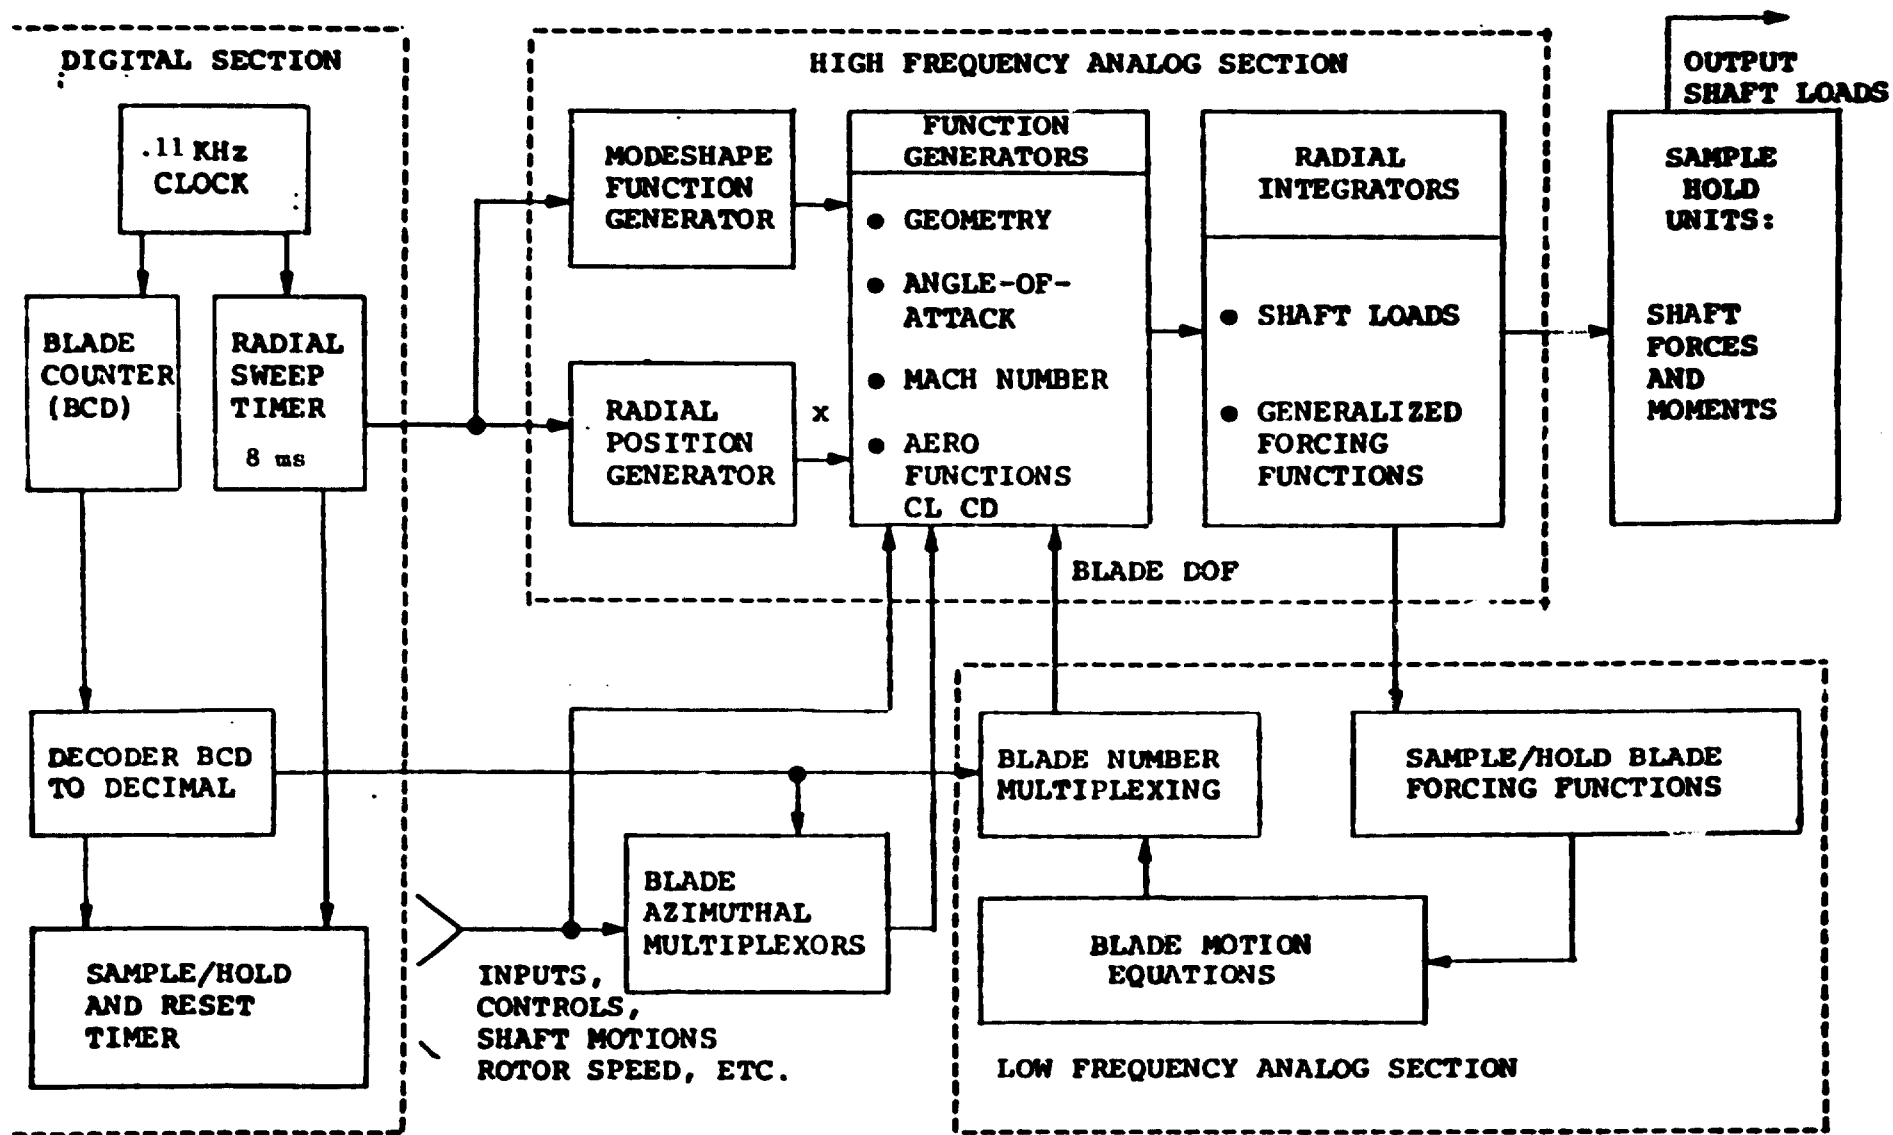 DIGITAL SECTION
.11 KHz
CLOCK
BLADE
COUNTER
(BCD)
RADIAL
SWEEP
TIMER
8 ms
DECODER BCD
TO DECIMAL
SAMPLE/HOLD
AND RESET
TIMER
HIGH FREQUENCY ANALOG SECTION
MODESHAPE
FUNCTION
GENERATOR
RADIAL
POSITION
GENERATOR
x
FUNCTION
GENERATORS
● GEOMETRY
● ANGLE-OF-
ATTACK
● MACH NUMBER
● AERO
FUNCTIONS
CL CD
RADIAL
INTEGRATORS
● SHAFT LOADS
● GENERALIZED
FORCING
FUNCTIONS
BLADE DOF
OUTPUT
SHAFT LOADS
SAMPLE
HOLD
UNITS:
SHAFT
FORCES
AND
MOMENTS
INPUTS,
CONTROLS,
SHAFT MOTIONS
ROTOR SPEED, ETC.
BLADE
AZIMUTHAL
MULTIPLEXORS
BLADE NUMBER
MULTIPLEXING
SAMPLE/HOLD BLADE
FORCING FUNCTIONS
BLADE MOTION
EQUATIONS
LOW FREQUENCY ANALOG SECTION